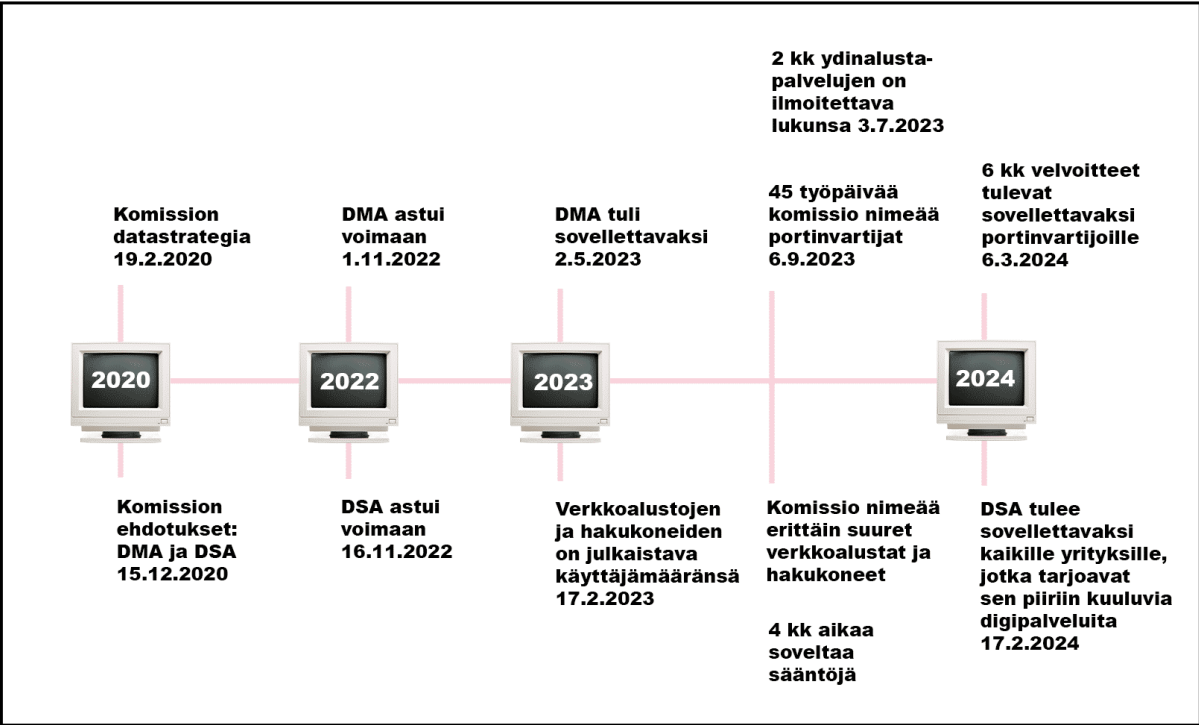 2 kk ydinalusta-
palvelujen on
ilmoitettava
lukunsa 3.7.2023
Komission
datastrategia
19.2.2020
DMA astui
voimaan
1.11.2022
DMA tuli
sovellettavaksi
2.5.2023
45 työpäivää
komissio nimeää
portinvartijat
6.9.2023
6 kk velvoitteet
tulevat
sovellettavaksi
portinvartijoille
6.3.2024
2020
2022
2023
2024
Komission
ehdotukset:
DMA ja DSA
15.12.2020
DSA astui
voimaan
16.11.2022
Verkkoalustojen
ja hakukoneiden
on julkaistava
käyttäjämääränsä
17.2.2023
Komissio nimeää
erittäin suuret
verkkoalustat ja
hakukoneet
4 kk aikaa
soveltaa
sääntöjä
DSA tulee
sovellettavaksi
kaikille yrityksille,
jotka tarjoavat
sen piiriin kuuluvia
digipalveluita
17.2.2024